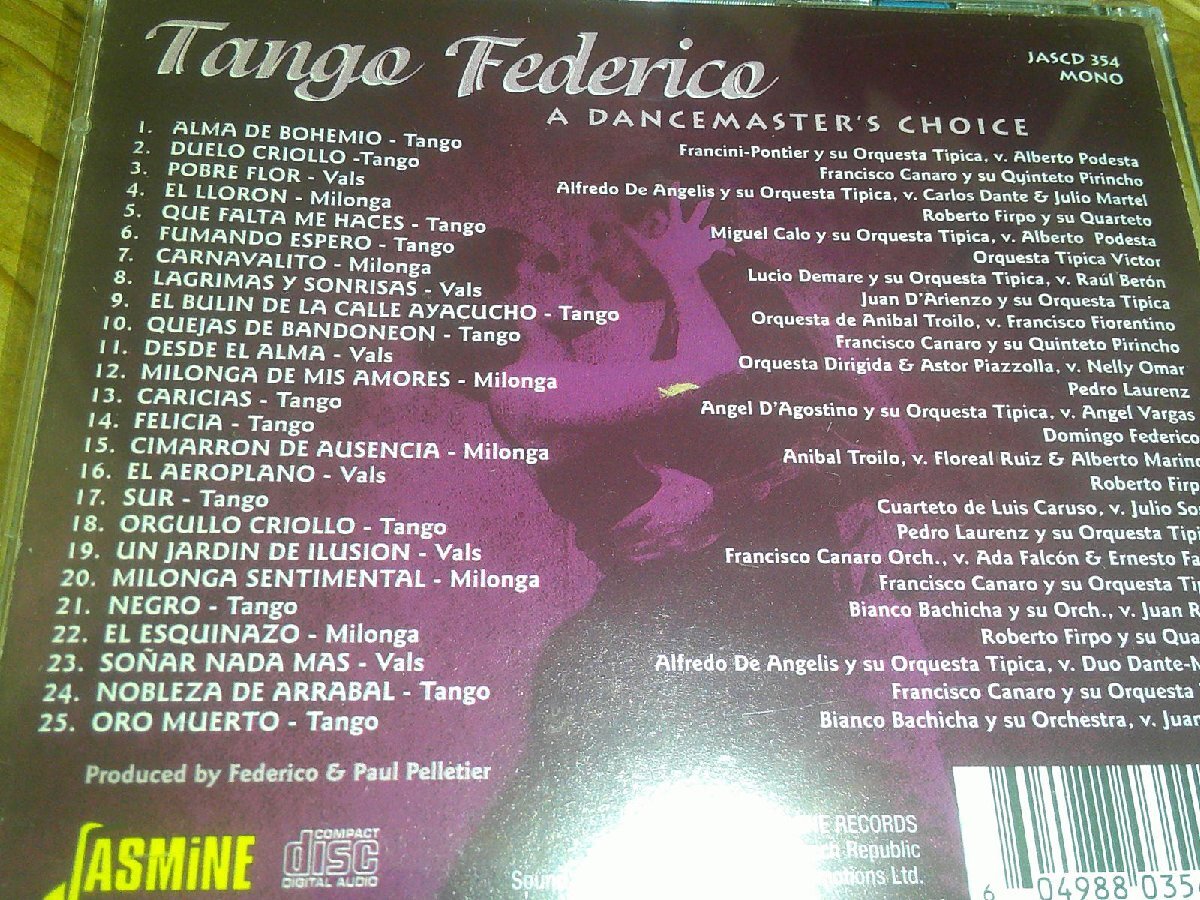 Tango Federico
JASCD 354
MONO
A DANCEMASTER'S CHOICE
1. ALMA DE BOHEMIO - Tango Francini-Pontier y su Orquesta Tipica, v. Alberto Podesta
2. DUELO CRIOLLO -Tango Francisco Canaro y su Quinteto Pirincho
3. POBRE FLOR - Vals Alfredo De Angelis y su Orquesta Tipica, v. Carlos Dante & Julio Martel
4. EL LLORON - Milonga Roberto Firpo y su Quarteto
5. QUE FALTA ME HACES - Tango Miguel Calo y su Orquesta Tipica, v. Alberto Podesta
6. FUMANDO ESPERO - Tango Orquesta Tipica Victor
7. CARNAVALITO - Milonga Lucio Demare y su Orquesta Tipica, v. Raúl Berón
8. LAGRIMAS Y SONRISAS - Vals Juan D'Arienzo y su Orquesta Tipica
9. EL BULIN DE LA CALLE AYACUCHO - Tango Orquesta de Anibal Troilo, v. Francisco Fiorentino
10. QUEJAS DE BANDONEON - Tango Francisco Canaro y su Quinteto Pirincho
11. DESDE EL ALMA - Vals Orquesta Dirigida & Astor Piazzolla, v. Nelly Omar
12. MILONGA DE MIS AMORES - Milonga Pedro Laurenz
13. CARICIAS - Tango Angel D'Agostino y su Orquesta Tipica, v. Angel Vargas
14. FELICIA - Tango Domingo Federico
15. CIMARRON DE AUSENCIA - Milonga Anibal Troilo, v. Floreal Ruiz & Alberto Marino
16. EL AEROPLANO - Vals Roberto Firp
17. SUR - Tango Cuarteto de Luis Caruso, v. Julio Sos
18. ORGULLO CRIOLLO - Tango Pedro Laurenz y su Orquesta Tip
19. UN JARDIN DE ILUSION - Vals Francisco Canaro Orch., v. Ada Falcón & Ernesto Fa
20. MILONGA SENTIMENTAL - Milonga Francisco Canaro y su Orquesta Tip
21. NEGRO - Tango Bianco Bachicha y su Orch., v. Juan R
22. EL ESQUINAZO - Milonga Roberto Firpo y su Qua
23. SOÑAR NADA MAS - Vals Alfredo De Angelis y su Orquesta Tipica, v. Duo Dante-M
24. NOBLEZA DE ARRABAL - Tango Francisco Canaro y su Orquesta
25. ORO MUERTO - Tango Bianco Bachicha y su Orchestra, v. Juan
Produced by Federico & Paul Pelletier
JASMiNE
COMPACT
disc
DIGITAL AUDIO
RECORDS
Republic
Ltd.
6 04988 035